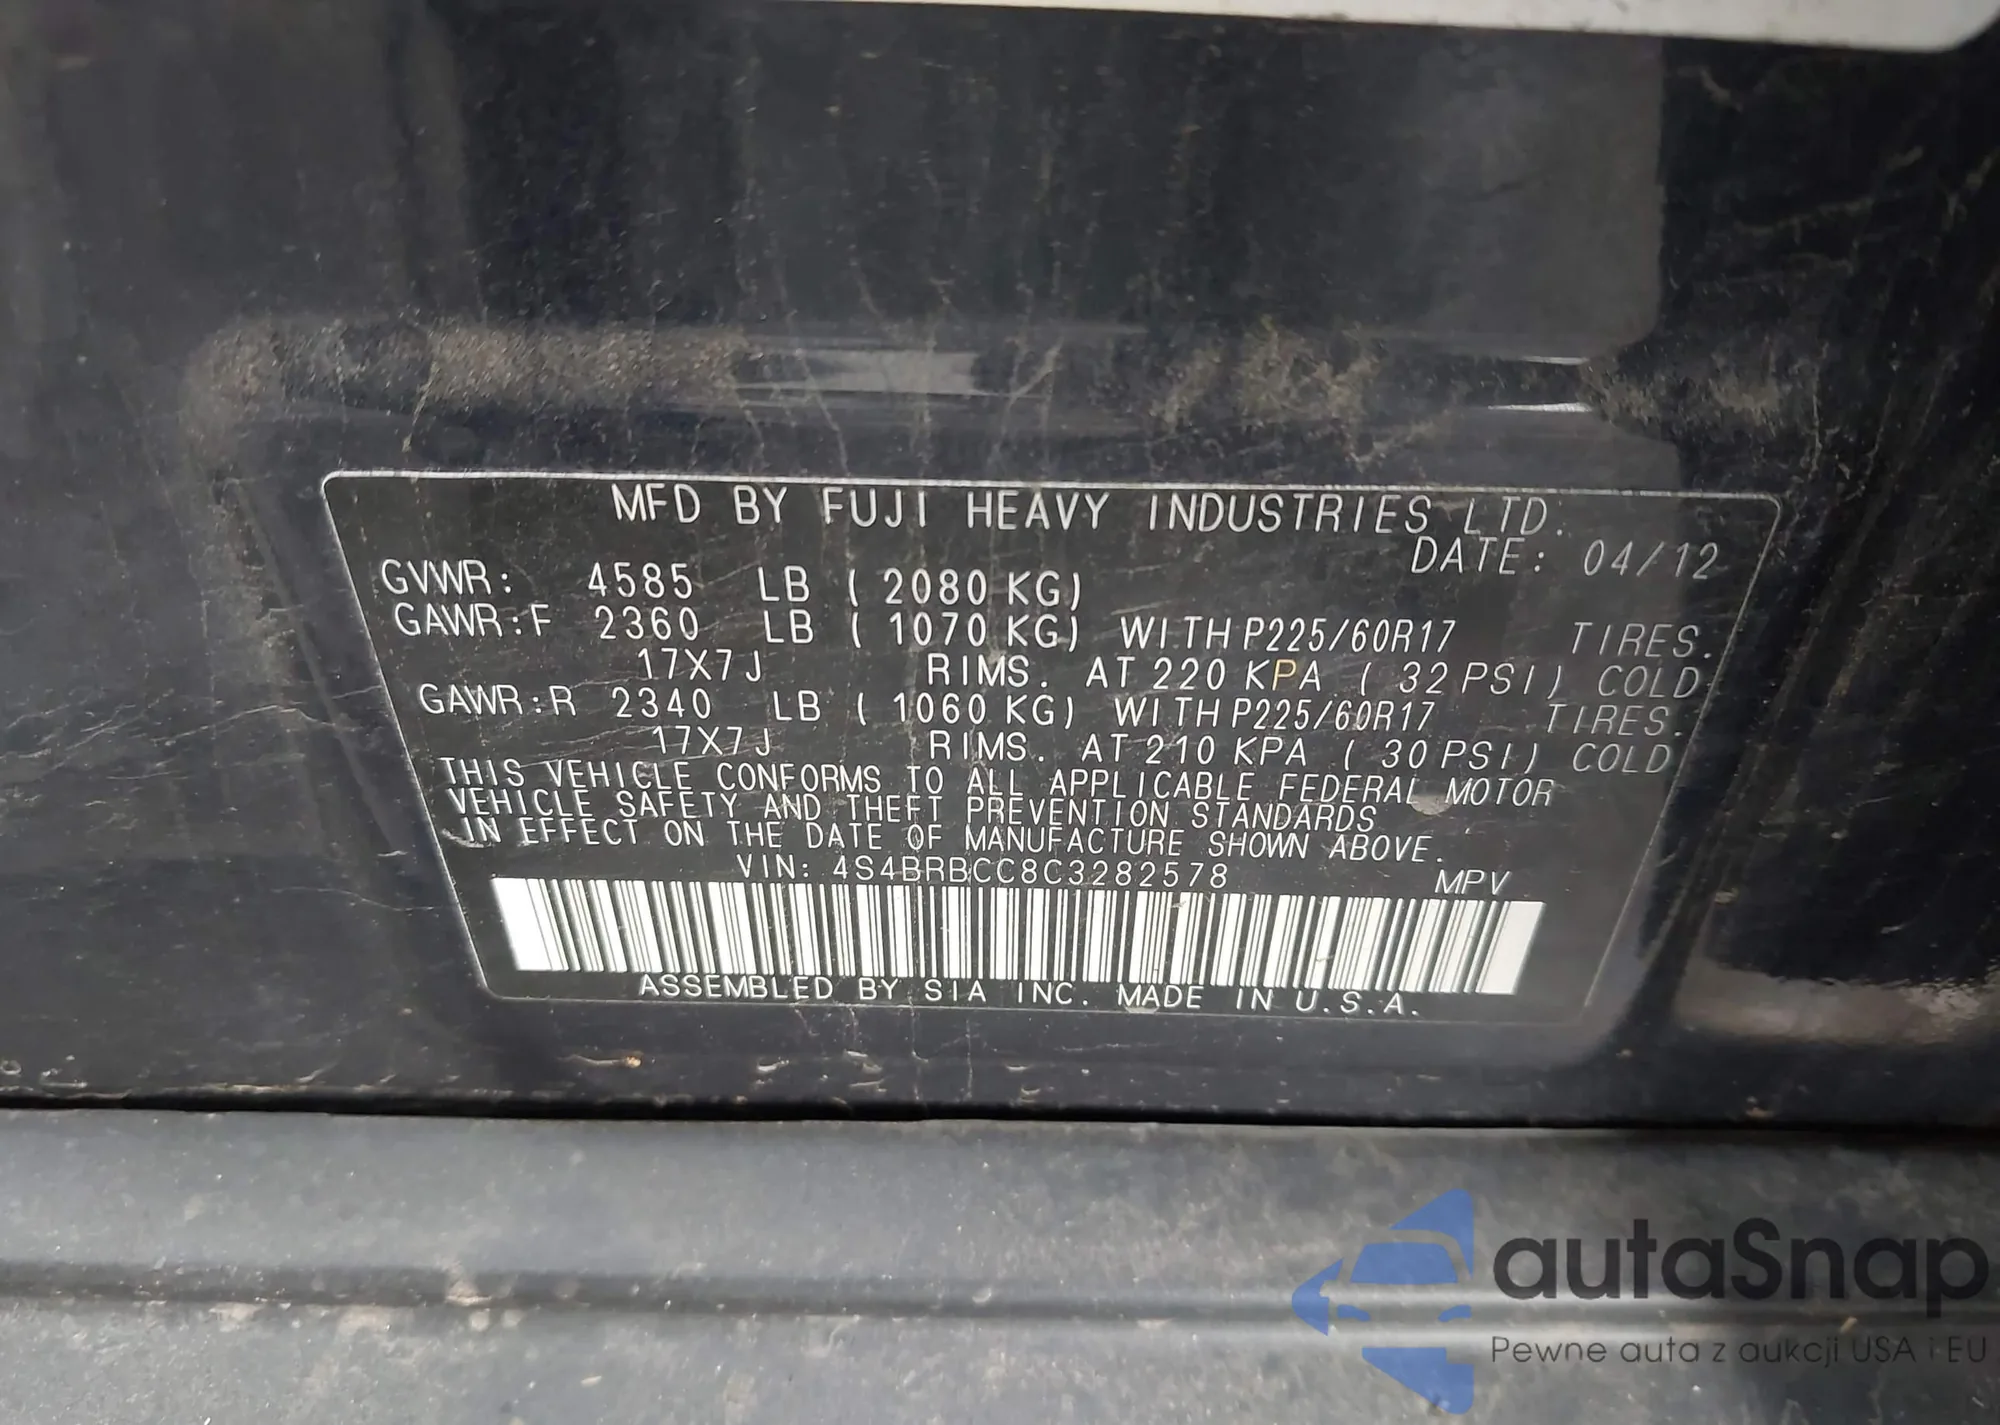 MFD BY FUJI HEAVY INDUSTRIES LTD.
DATE: 04/12
GVWR: 4585 LB ( 2080 KG)
GAWR:F 2360 LB ( 1070 KG) WITH P225/60R17 TIRES.
17X7J RIMS. AT 220 KPA ( 32 PSI) COLD
GAWR:R 2340 LB ( 1060 KG) WITH P225/60R17 TIRES.
17X7J RIMS. AT 210 KPA ( 30 PSI) COLD
THIS VEHICLE CONFORMS TO ALL APPLICABLE FEDERAL MOTOR
VEHICLE SAFETY AND THEFT PREVENTION STANDARDS
IN EFFECT ON THE DATE OF MANUFACTURE SHOWN ABOVE.
VIN: 4S4BRBCC8C3282578 MPV
ASSEMBLED BY SIA INC. MADE IN U.S.A.
autaSnap
Pewne auta z aukcji USA i EU